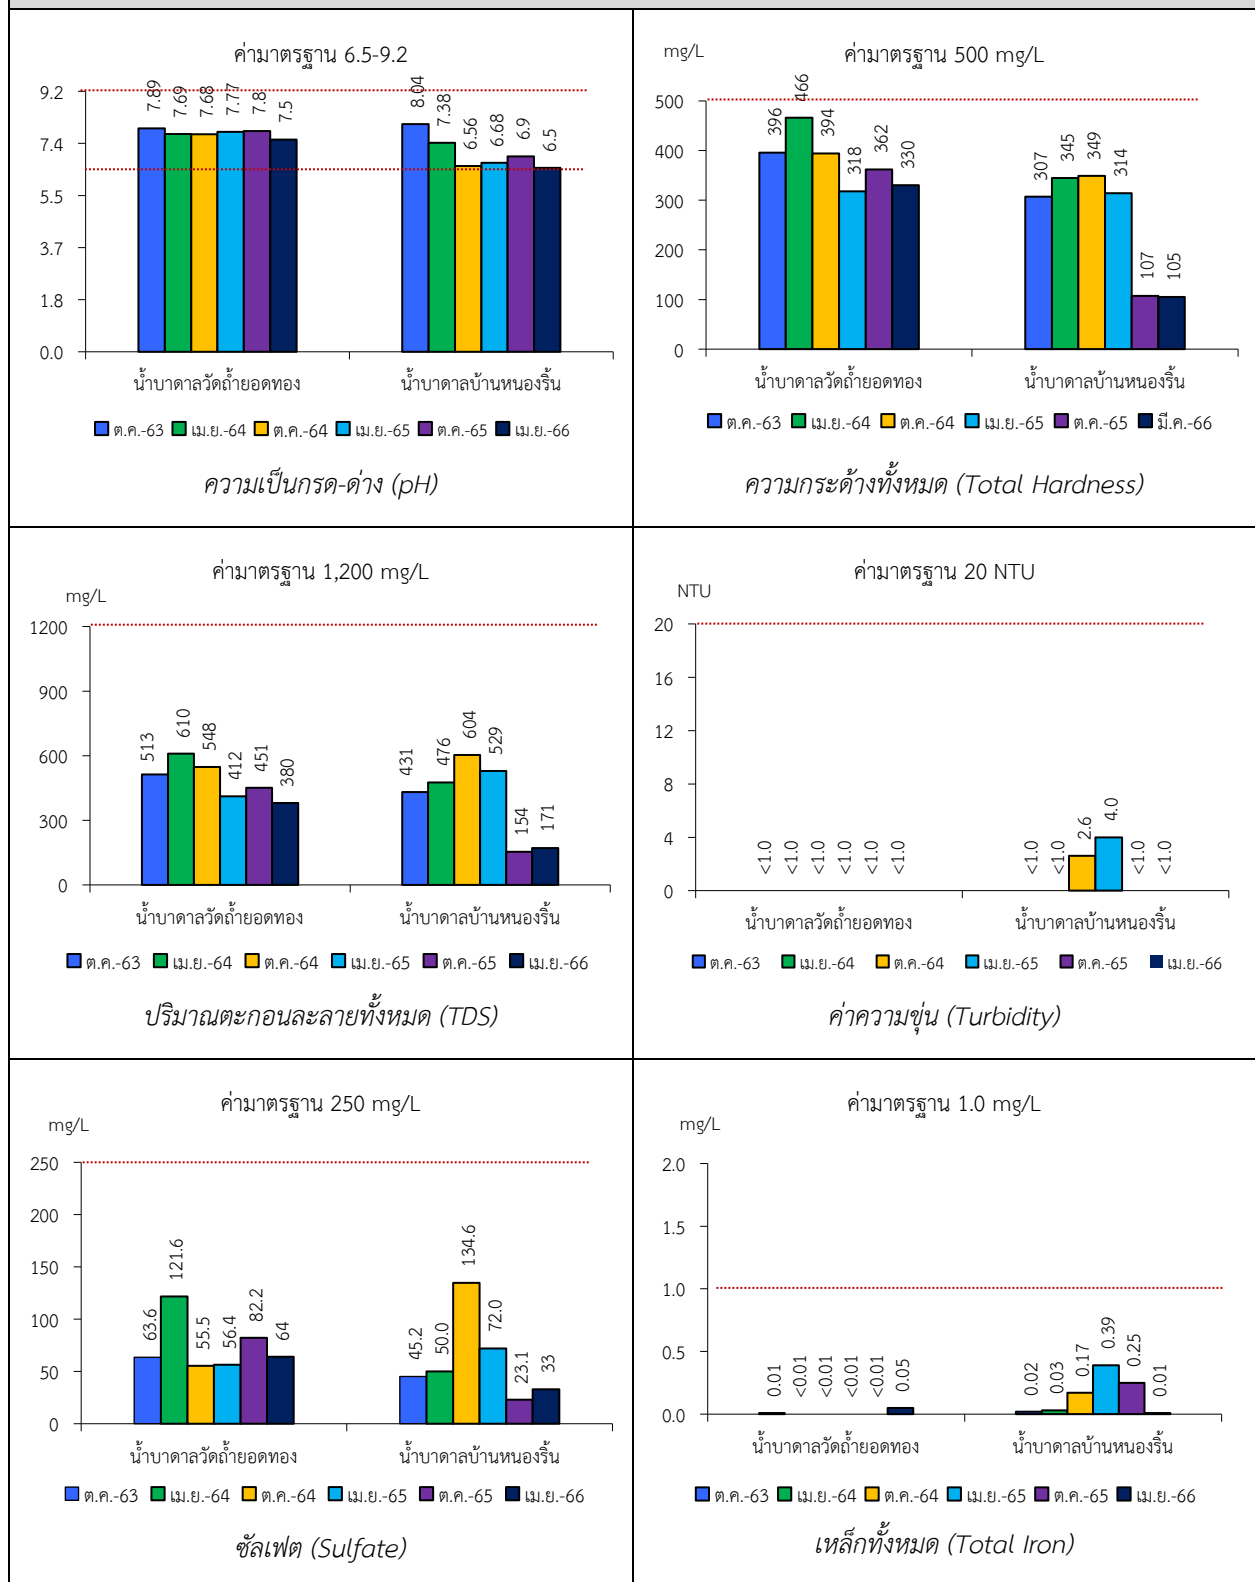 ค่ามาตรฐาน 6.5-9.2
9.2
7.4
5.5
3.7
1.8
0.0
7.89 7.69 7.68 7.77 7.8 7.5
8.04 7.38 6.56 6.68 6.9 6.5
น้ำบาดาลวัดถ้ำยอดทอง น้ำบาดาลบ้านหนองริ้น
ต.ค.-63 เม.ย.-64 ต.ค.-64 เม.ย.-65 ต.ค.-65 เม.ย.-66
ความเป็นกรด-ด่าง (pH)
mg/L
ค่ามาตรฐาน 500 mg/L
500
400
300
200
100
0
396 466 394 318 362 330
307 345 349 314 107 105
น้ำบาดาลวัดถ้ำยอดทอง น้ำบาดาลบ้านหนองริ้น
ต.ค.-63 เม.ย.-64 ต.ค.-64 เม.ย.-65 ต.ค.-65 มี.ค.-66
ความกระด้างทั้งหมด (Total Hardness)
ค่ามาตรฐาน 1,200 mg/L
mg/L
1200
900
600
300
0
513 610 548 412 451 380
431 476 604 529 154 171
น้ำบาดาลวัดถ้ำยอดทอง น้ำบาดาลบ้านหนองริ้น
ต.ค.-63 เม.ย.-64 ต.ค.-64 เม.ย.-65 ต.ค.-65 เม.ย.-66
ปริมาณตะกอนละลายทั้งหมด (TDS)
ค่ามาตรฐาน 20 NTU
NTU
20
16
12
8
4
0
<1.0 <1.0 <1.0 <1.0 <1.0 <1.0
<1.0 <1.0 2.6 4.0 <1.0 <1.0
น้ำบาดาลวัดถ้ำยอดทอง น้ำบาดาลบ้านหนองริ้น
ต.ค.-63 เม.ย.-64 ต.ค.-64 เม.ย.-65 ต.ค.-65 เม.ย.-66
ค่าความขุ่น (Turbidity)
ค่ามาตรฐาน 250 mg/L
mg/L
250
200
150
100
50
0
63.6 121.6 55.5 56.4 82.2 64
45.2 50.0 134.6 72.0 23.1 33
น้ำบาดาลวัดถ้ำยอดทอง น้ำบาดาลบ้านหนองริ้น
ต.ค.-63 เม.ย.-64 ต.ค.-64 เม.ย.-65 ต.ค.-65 เม.ย.-66
ซัลเฟต (Sulfate)
ค่ามาตรฐาน 1.0 mg/L
mg/L
2.0
1.5
1.0
0.5
0.0
0.01 <0.01 <0.01 <0.01 <0.01 0.05
0.02 0.03 0.17 0.39 0.25 0.01
น้ำบาดาลวัดถ้ำยอดทอง น้ำบาดาลบ้านหนองริ้น
ต.ค.-63 เม.ย.-64 ต.ค.-64 เม.ย.-65 ต.ค.-65 เม.ย.-66
เหล็กทั้งหมด (Total Iron)